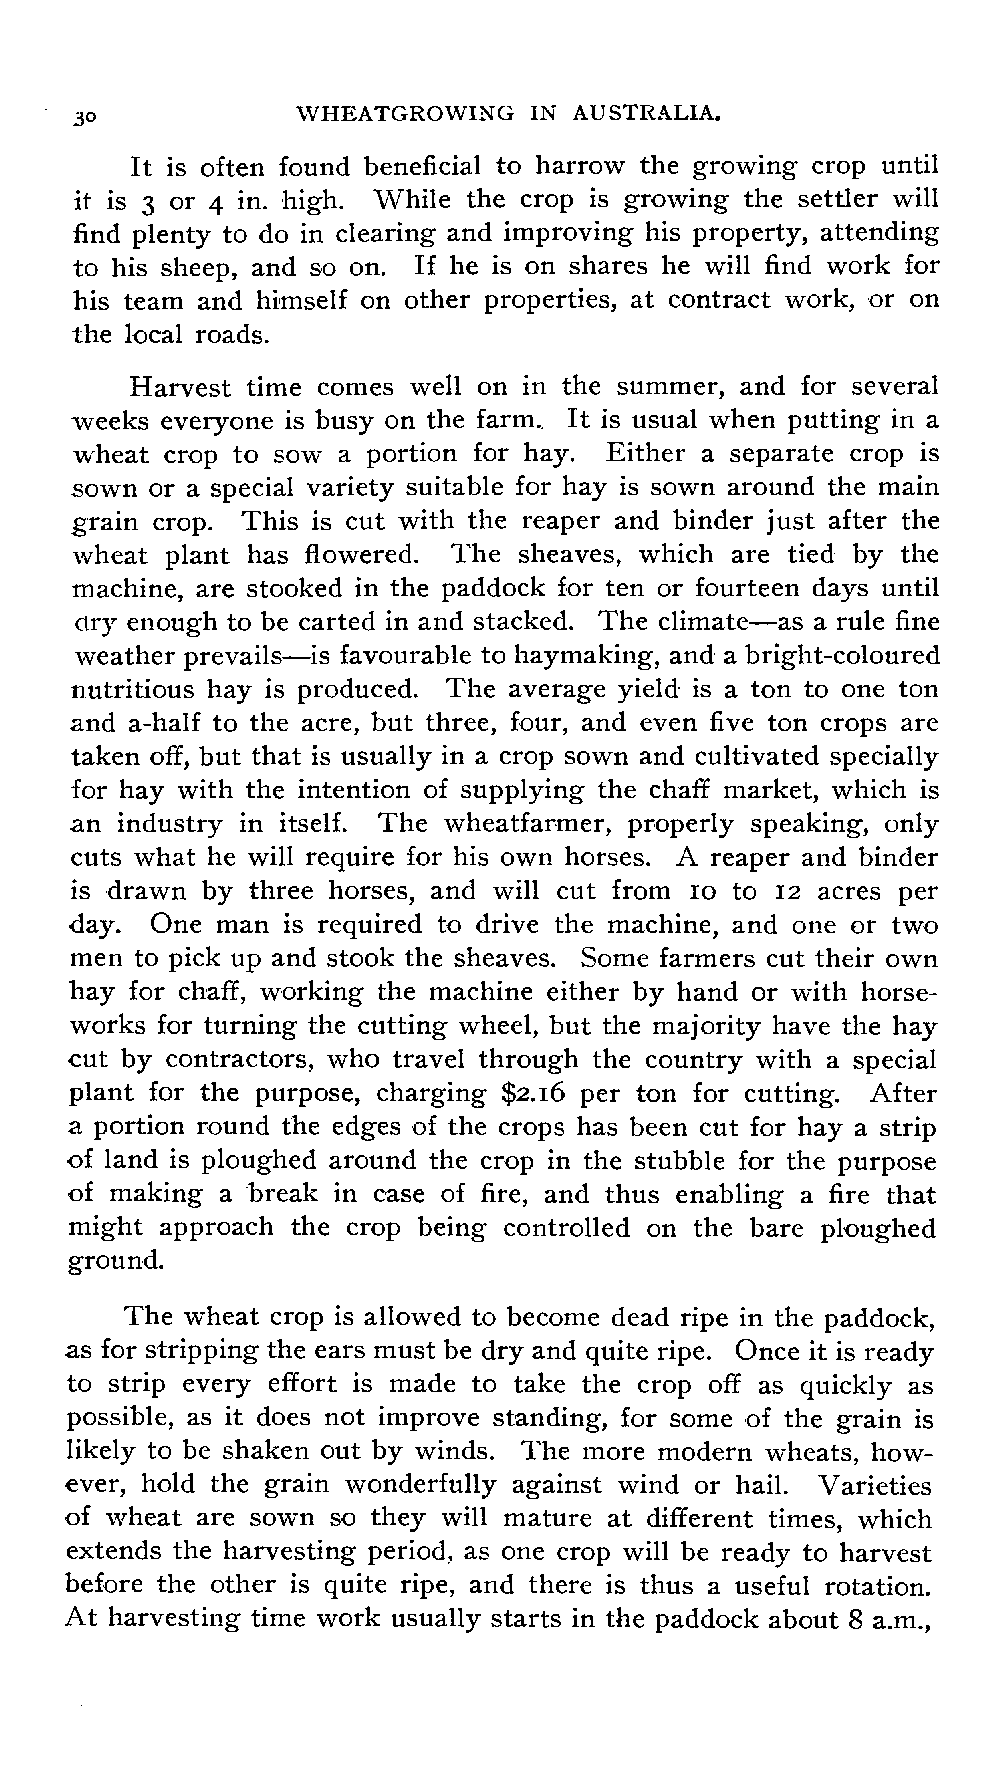 30 WHEATGROWING IN AUSTRALIA.
It is often found beneficial to harrow the growing crop until
it is 3 or 4 in. high. While the crop is growing the settler will
find plenty to do in clearing and improving his property, attending
to his sheep, and so on. If he is on shares he will find work for
his team and himself on other properties, at contract work, or on
the local roads.
Harvest time comes well on in the summer, and for several
weeks everyone is busy on the farm. It is usual when putting in a
wheat crop to sow a portion for hay. Either a separate crop is
sown or a special variety suitable for hay is sown around the main
grain crop. This is cut with the reaper and binder just after the
wheat plant has flowered. The sheaves, which are tied by the
machine, are stooked in the paddock for ten or fourteen days until
dry enough to be carted in and stacked. The climate—as a rule fine
weather prevails—is favourable to haymaking, and a bright-coloured
nutritious hay is produced. The average yield is a ton to one ton
and a-half to the acre, but three, four, and even five ton crops are
taken off, but that is usually in a crop sown and cultivated specially
for hay with the intention of supplying the chaff market, which is
an industry in itself. The wheatfarmer, properly speaking, only
cuts what he will require for his own horses. A reaper and binder
is drawn by three horses, and will cut from 10 to 12 acres per
day. One man is required to drive the machine, and one or two
men to pick up and stook the sheaves. Some farmers cut their own
hay for chaff, working the machine either by hand or with horse-
works for turning the cutting wheel, but the majority have the hay
cut by contractors, who travel through the country with a special
plant for the purpose, charging $2.16 per ton for cutting. After
a portion round the edges of the crops has been cut for hay a strip
of land is ploughed around the crop in the stubble for the purpose
of making a break in case of fire, and thus enabling a fire that
might approach the crop being controlled on the bare ploughed
ground.
The wheat crop is allowed to become dead ripe in the paddock,
as for stripping the ears must be dry and quite ripe. Once it is ready
to strip every effort is made to take the crop off as quickly as
possible, as it does not improve standing, for some of the grain is
likely to be shaken out by winds. The more modern wheats, how-
ever, hold the grain wonderfully against wind or hail. Varieties
of wheat are sown so they will mature at different times, which
extends the harvesting period, as one crop will be ready to harvest
before the other is quite ripe, and there is thus a useful rotation.
At harvesting time work usually starts in the paddock about 8 a.m.,